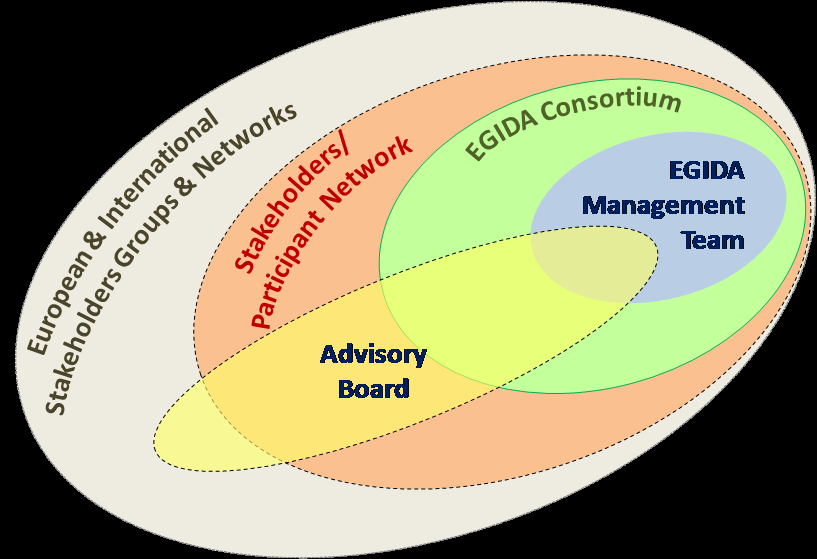 European & International
Stakeholders Groups & Networks
Stakeholders/
Participant Network
EGIDA Consortium
EGIDA
Management
Team
Advisory
Board